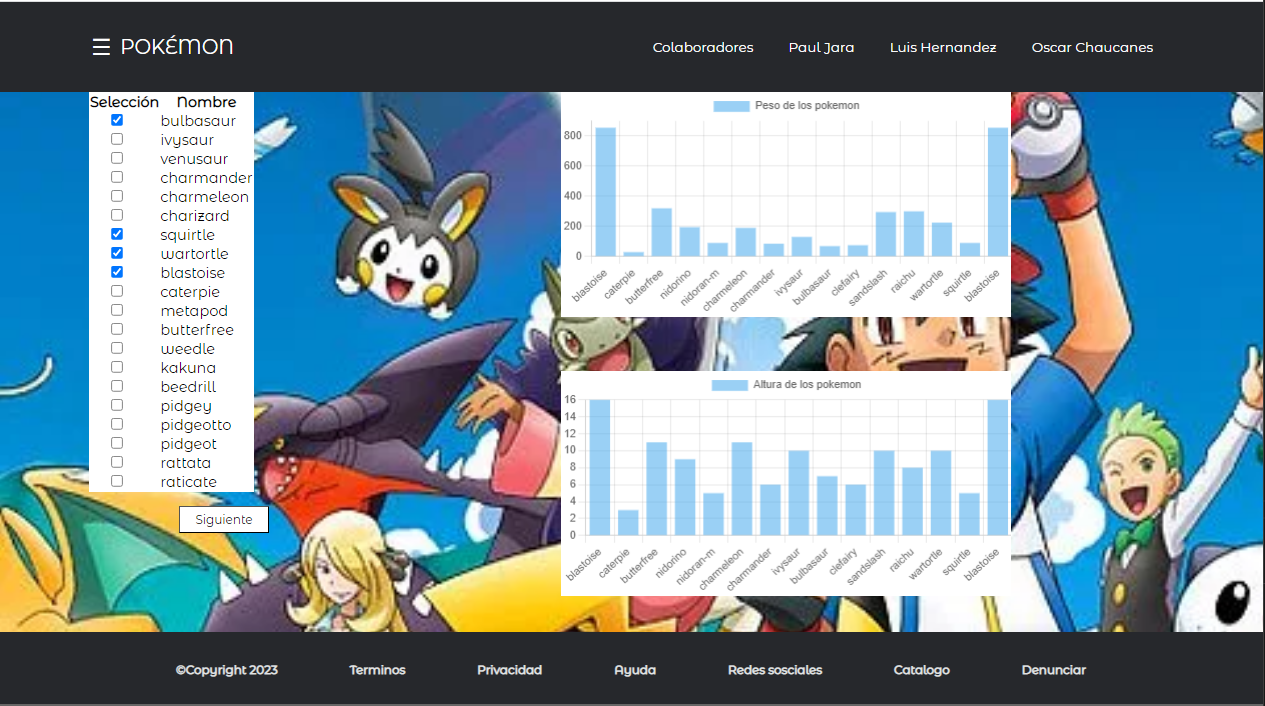 ☰ POKÉMON
Colaboradores Paul Jara Luis Hernandez Oscar Chaucanes
Selección Nombre
bulbasaur
ivysaur
venusaur
charmander
charmeleon
charizard
squirtle
wartortle
blastoise
caterpie
metapod
butterfree
weedle
kakuna
beedrill
pidgey
pidgeotto
pidgeot
rattata
raticate
Siguiente
Peso de los pokemon
800
600
400
200
0
blastoise
caterpie
butterfree
nidorino
nidoran-m
charmeleon
charmander
ivysaur
bulbasaur
clefairy
sandslash
raichu
wartortle
squirtle
blastoise
Altura de los pokemon
16
14
12
10
8
6
4
2
0
blastoise
caterpie
butterfree
nidorino
nidoran-m
charmeleon
charmander
ivysaur
bulbasaur
clefairy
sandslash
raichu
wartortle
squirtle
blastoise
©Copyright 2023 Terminos Privacidad Ayuda Redes sosciales Catalogo Denunciar